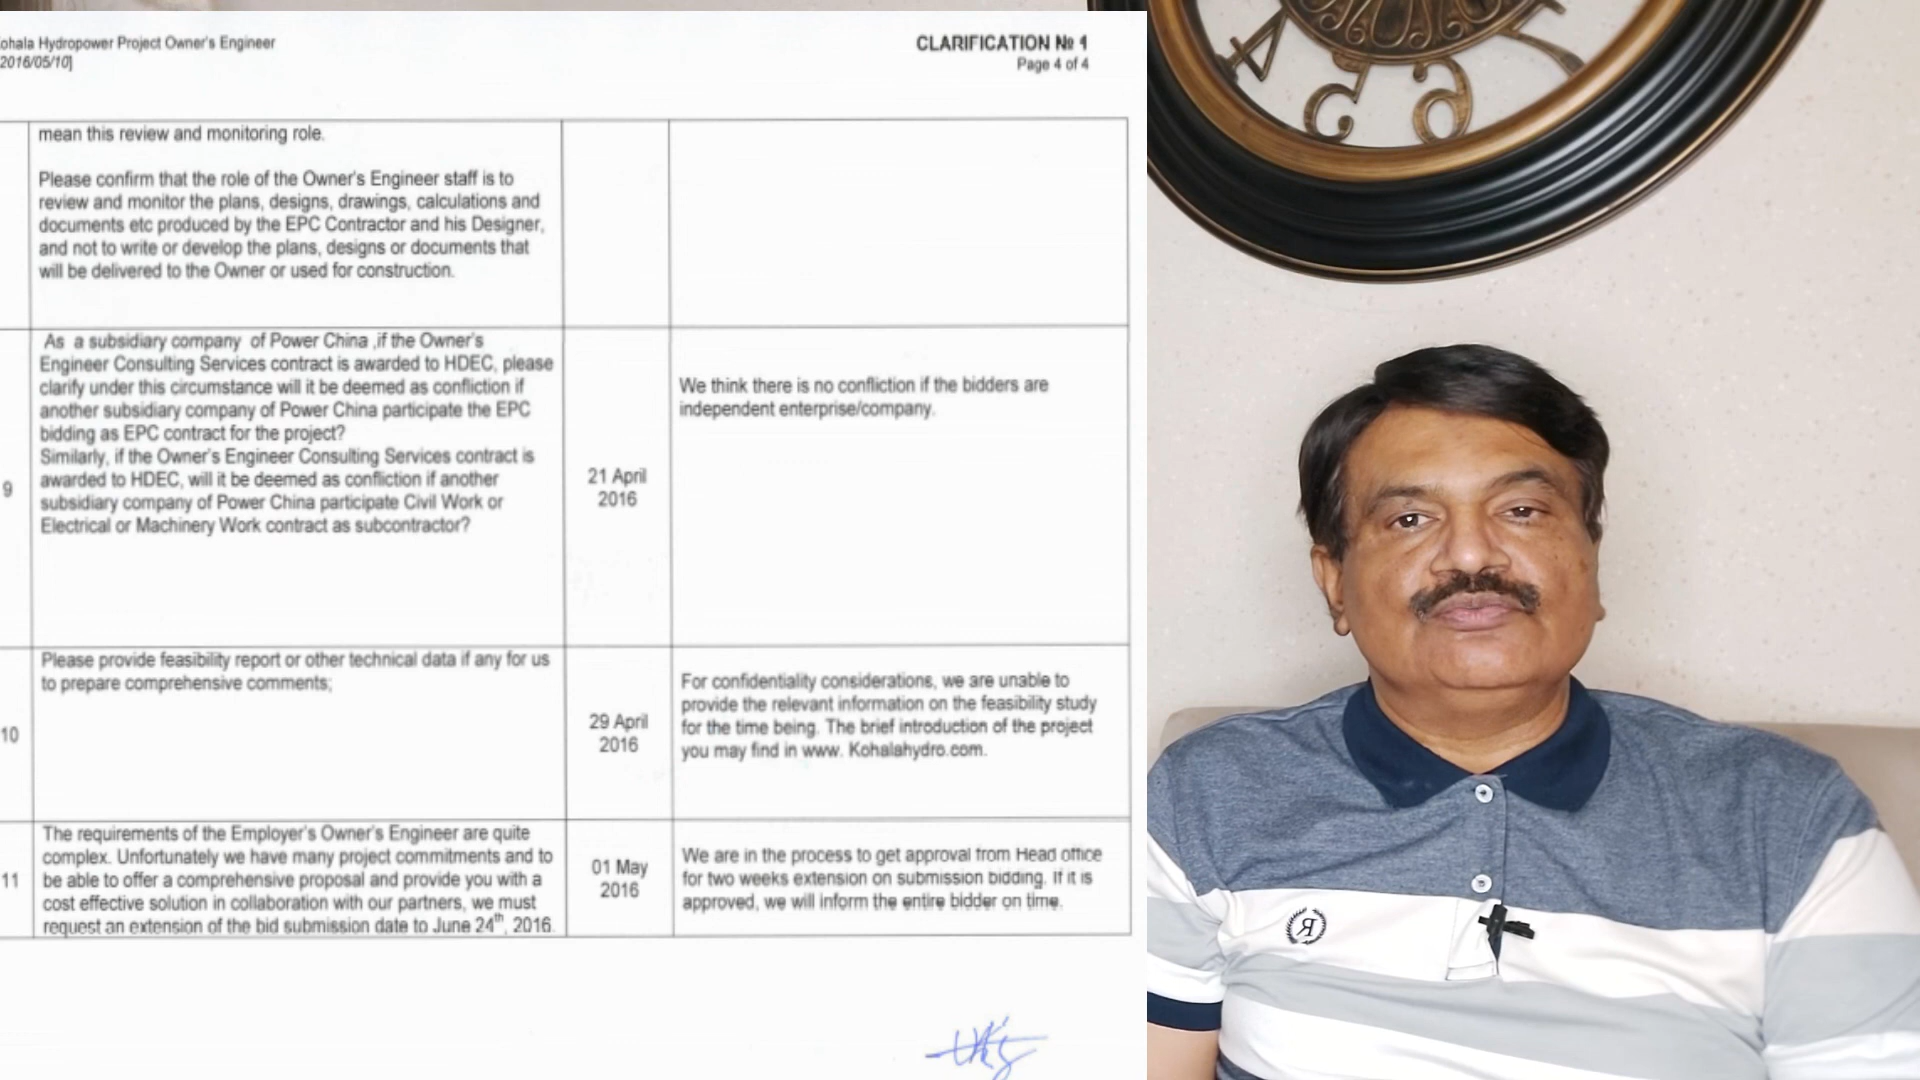 ohala Hydropower Project Owner's Engineer
2016/05/10]
CLARIFICATION № 1
Page 4 of 4
mean this review and monitoring role.
Please confirm that the role of the Owner's Engineer staff is to
review and monitor the plans, designs, drawings, calculations and
documents etc produced by the EPC Contractor and his Designer,
and not to write or develop the plans, designs or documents that
will be delivered to the Owner or used for construction.
9
As a subsidiary company of Power China ,if the Owner's
Engineer Consulting Services contract is awarded to HDEC, please
clarify under this circumstance will it be deemed as confliction if
another subsidiary company of Power China participate the EPC
bidding as EPC contract for the project?
Similarly, if the Owner's Engineer Consulting Services contract is
awarded to HDEC, will it be deemed as confliction if another
subsidiary company of Power China participate Civil Work or
Electrical or Machinery Work contract as subcontractor?
21 April
2016
We think there is no confliction if the bidders are
independent enterprise/company.
10
Please provide feasibility report or other technical data if any for us
to prepare comprehensive comments;
29 April
2016
For confidentiality considerations, we are unable to
provide the relevant information on the feasibility study
for the time being. The brief introduction of the project
you may find in www. Kohalahydro.com.
11
The requirements of the Employer's Owner's Engineer are quite
complex. Unfortunately we have many project commitments and to
be able to offer a comprehensive proposal and provide you with a
cost effective solution in collaboration with our partners, we must
request an extension of the bid submission date to June 24th, 2016.
01 May
2016
We are in the process to get approval from Head office
for two weeks extension on submission bidding. If it is
approved, we will inform the entire bidder on time.
4 5 6
R